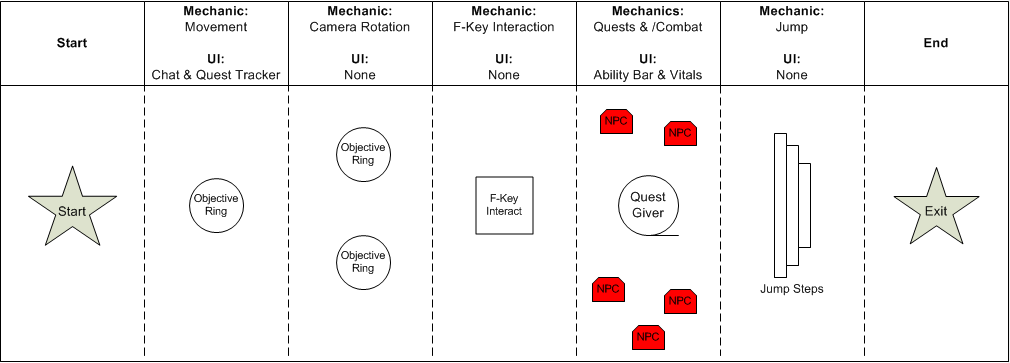 Start
Mechanic:
Movement
UI:
Chat & Quest Tracker
Mechanic:
Camera Rotation
UI:
None
Mechanic:
F-Key Interaction
UI:
None
Mechanics:
Quests & /Combat
UI:
Ability Bar & Vitals
Mechanic:
Jump
UI:
None
End
Start
Objective
Ring
Objective
Ring
Objective
Ring
F-Key
Interact
NPC
NPC
Quest
Giver
NPC
NPC
NPC
Jump Steps
Exit